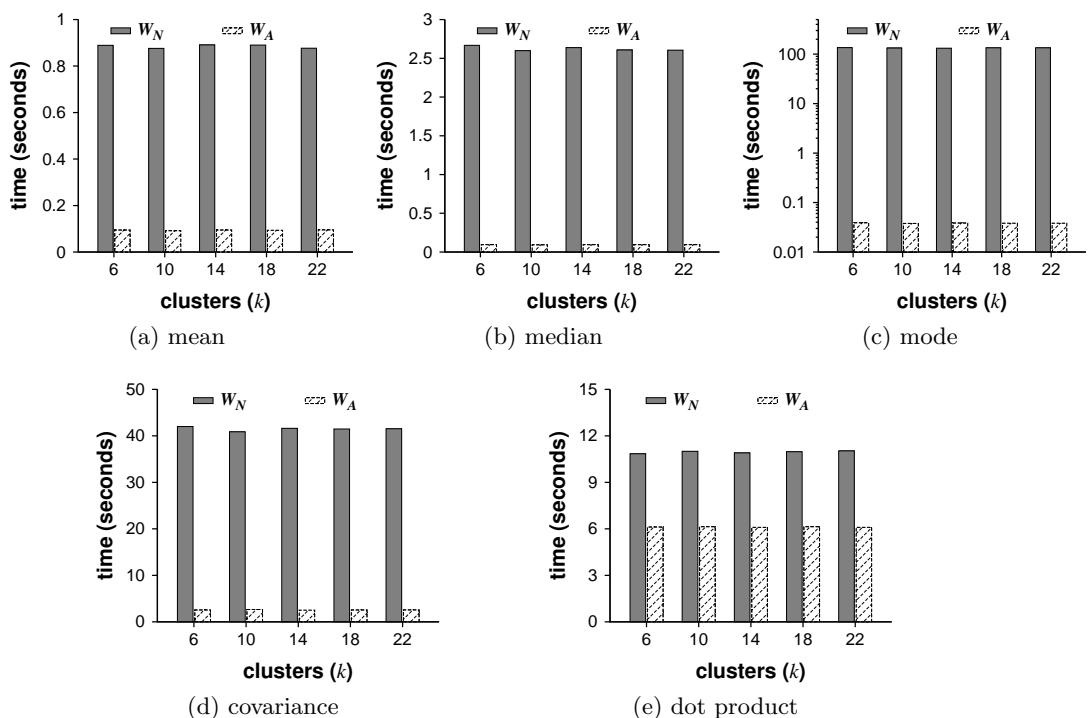 W_N W_A
1
0.8
0.6
0.4
0.2
0
time (seconds)
6 10 14 18 22
clusters (k)
(a) mean
W_N W_A
3
2.5
2
1.5
1
0.5
0
time (seconds)
6 10 14 18 22
clusters (k)
(b) median
W_N W_A
100
10
1
0.1
0.01
time (seconds)
6 10 14 18 22
clusters (k)
(c) mode
W_N W_A
50
40
30
20
10
0
time (seconds)
6 10 14 18 22
clusters (k)
(d) covariance
W_N W_A
15
12
9
6
3
0
time (seconds)
6 10 14 18 22
clusters (k)
(e) dot product